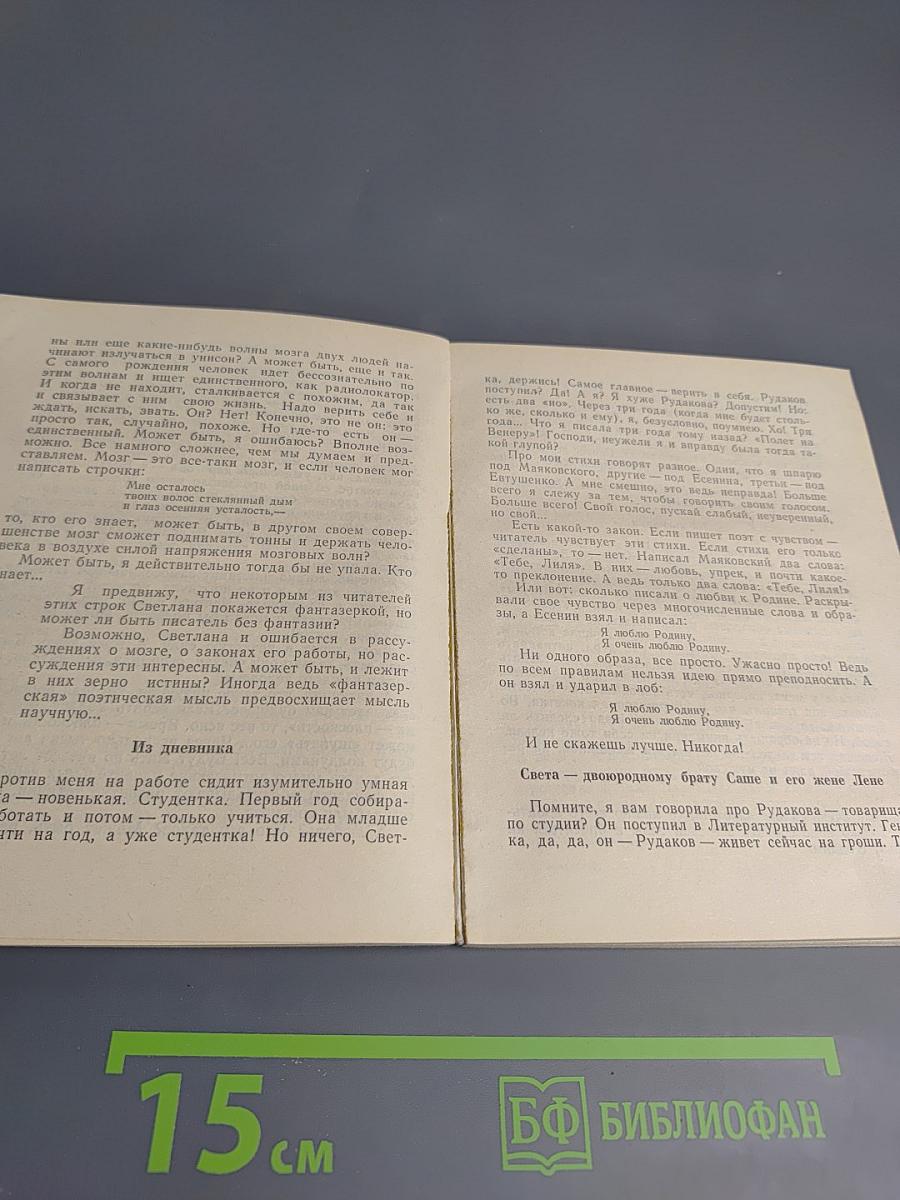 ны или еще какие-нибудь волны мозга двух людей на-
чинают излучаться в унисон? А может быть, еще и так.
С самого рождения человек идет бессознательно по
этим волнам и ищет единственного, как радиолокатор.
И когда не находит, сталкивается с похожим, да так
и связывает с ним свою жизнь. Надо верить себе и
ждать, искать, звать. Он? Нет! Конечно, это не он: это
просто так, случайно, похоже. Но где-то есть он —
единственный. Может быть, я ошибаюсь? Вполне воз-
можно. Все намного сложнее, чем мы думаем и пред-
ставляем. Мозг — это все-таки мозг, и если человек мог
написать строчки:
Мне осталось
твоих волос стеклянный дым
и глаз осенняя усталость,—
то, кто его знает, может быть, в другом своем совер-
шенстве мозг сможет поднимать тонны и держать чело-
века в воздухе силой напряжения мозговых волн?
Может быть, я действительно тогда бы не упала. Кто
нает...
Я предвижу, что некоторым из читателей
этих строк Светлана покажется фантазеркой, но
может ли быть писатель без фантазии?
Возможно, Светлана и ошибается в рассу-
ждениях о мозге, о законах его работы, но рас-
суждения эти интересны. А может быть, и лежит
в них зерно истины? Иногда ведь «фантазер-
ская» поэтическая мысль предвосхищает мысль
научную...
Из дневника
ротив меня на работе сидит изумительно умная
ка — новенькая. Студентка. Первый год собира-
ботать и потом — только учиться. Она младше
чти на год, а уже студентка! Но ничего, Свет-
ка, держись! Самое главное — верить в себя. Рудаков
поступил? Да! А я? Я хуже Рудакова? Допустим! Но:
есть два «но». Через три года (когда мне будет столь-
ко же, сколько и ему), я, безусловно, поумнею. Хо! Три
года... Что я писала три года тому назад? «Полет на
Венеру»! Господи, неужели я и вправду была тогда та-
кой глупой?
Про мои стихи говорят разное. Одни, что я шпарю
под Маяковского, другие — под Есенина, третьи — под
Евтушенко. А мне смешно, это ведь неправда! Больше
всего я слежу за тем, чтобы говорить своим голосом.
Больше всего! Свой голос, пускай слабый, неуверенный,
но свой...
Есть какой-то закон. Если пишет поэт с чувством —
читатель чувствует эти стихи. Если стихи его только
«сделаны», то — нет. Написал Маяковский два слова:
«Тебе, Лиля». В них — любовь, упрек, и почти какое-
то преклонение. А ведь только два слова: «Тебе, Лиля!»
Или вот: сколько писали о любви к Родине. Раскры-
вали свое чувство через многочисленные слова и обра-
зы, а Есенин взял и написал:
Я люблю Родину,
Я очень люблю Родину.
Ни одного образа, все просто. Ужасно просто! Ведь
по всем правилам нельзя идею прямо преподносить. А
он взял и ударил в лоб:
Я люблю Родину,
Я очень люблю Родину.
И не скажешь лучше. Никогда!
Света — двоюродному брату Саше и его жене Лене
Помните, я вам говорила про Рудакова — товарища
по студии? Он поступил в Литературный институт. Ген
ка, да, да, он — Рудаков — живет сейчас на гроши. Т
15 см
БФ БИБЛИОФАН